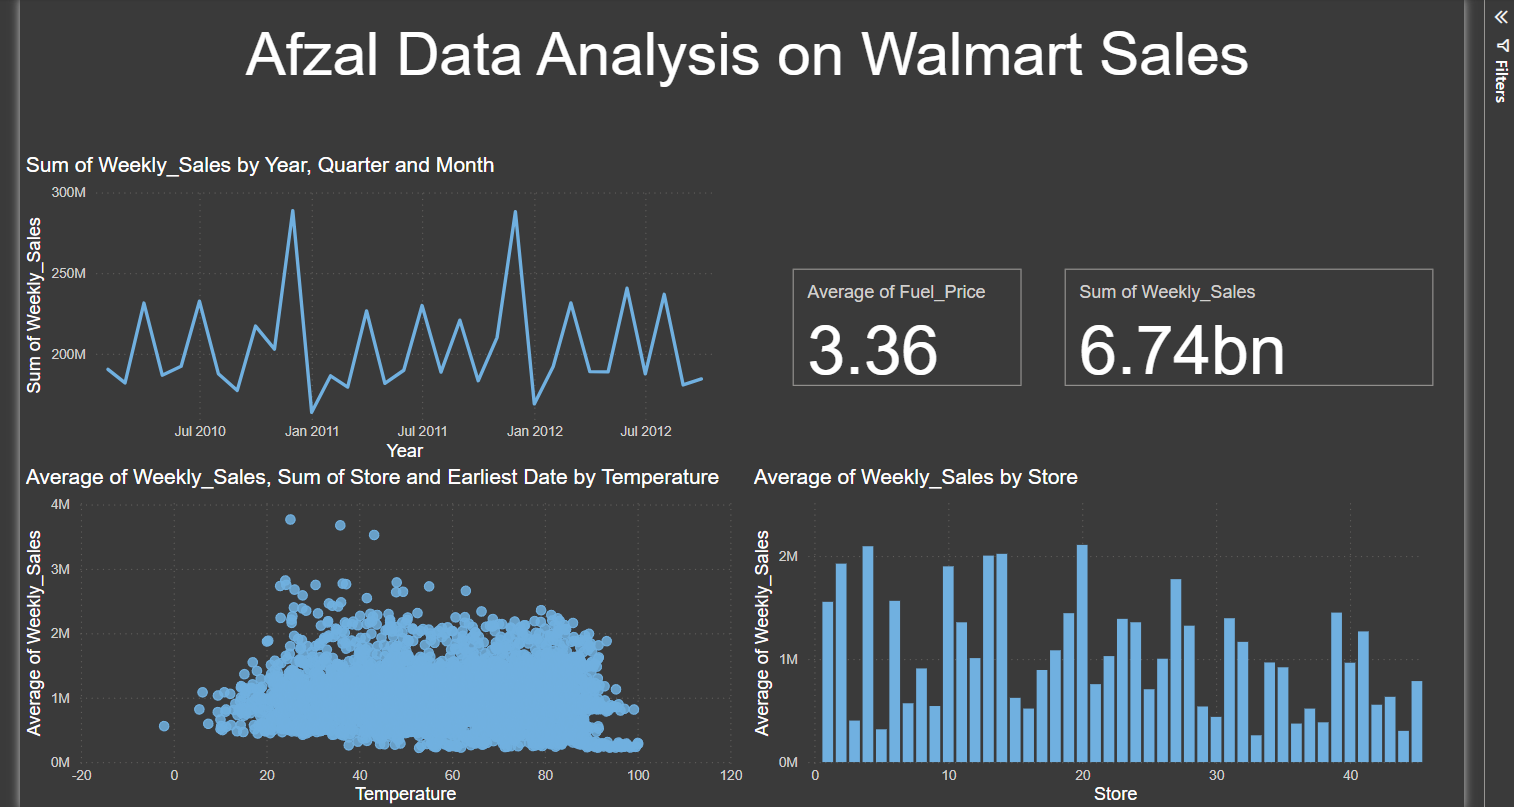 Afzal Data Analysis on Walmart Sales
Filters
Sum of Weekly_Sales by Year, Quarter and Month
Sum of Weekly_Sales
300M
250M
200M
Jul 2010
Jan 2011
Jul 2011
Jan 2012
Jul 2012
Year
Average of Fuel_Price
3.36
Sum of Weekly_Sales
6.74bn
Average of Weekly_Sales, Sum of Store and Earliest Date by Temperature
Average of Weekly_Sales
4M
3M
2M
1M
0M
-20
0
20
40
60
80
100
120
Temperature
Average of Weekly_Sales by Store
Average of Weekly_Sales
2M
1M
0M
0
10
20
30
40
Store